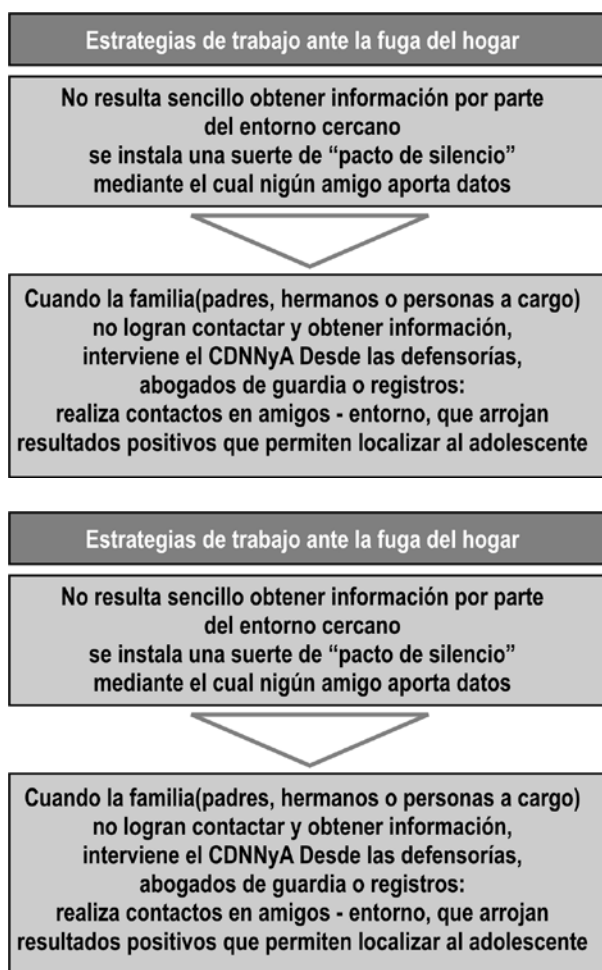 Estrategias de trabajo ante la fuga del hogar
No resulta sencillo obtener información por parte
del entorno cercano
se instala una suerte de “pacto de silencio”
mediante el cual nigún amigo aporta datos
Cuando la familia(padres, hermanos o personas a cargo)
no logran contactar y obtener información,
interviene el CDNNyA Desde las defensorías,
abogados de guardia o registros:
realiza contactos en amigos - entorno, que arrojan
resultados positivos que permiten localizar al adolescente
Estrategias de trabajo ante la fuga del hogar
No resulta sencillo obtener información por parte
del entorno cercano
se instala una suerte de “pacto de silencio”
mediante el cual nigún amigo aporta datos
Cuando la familia(padres, hermanos o personas a cargo)
no logran contactar y obtener información,
interviene el CDNNyA Desde las defensorías,
abogados de guardia o registros:
realiza contactos en amigos - entorno, que arrojan
resultados positivos que permiten localizar al adolescente